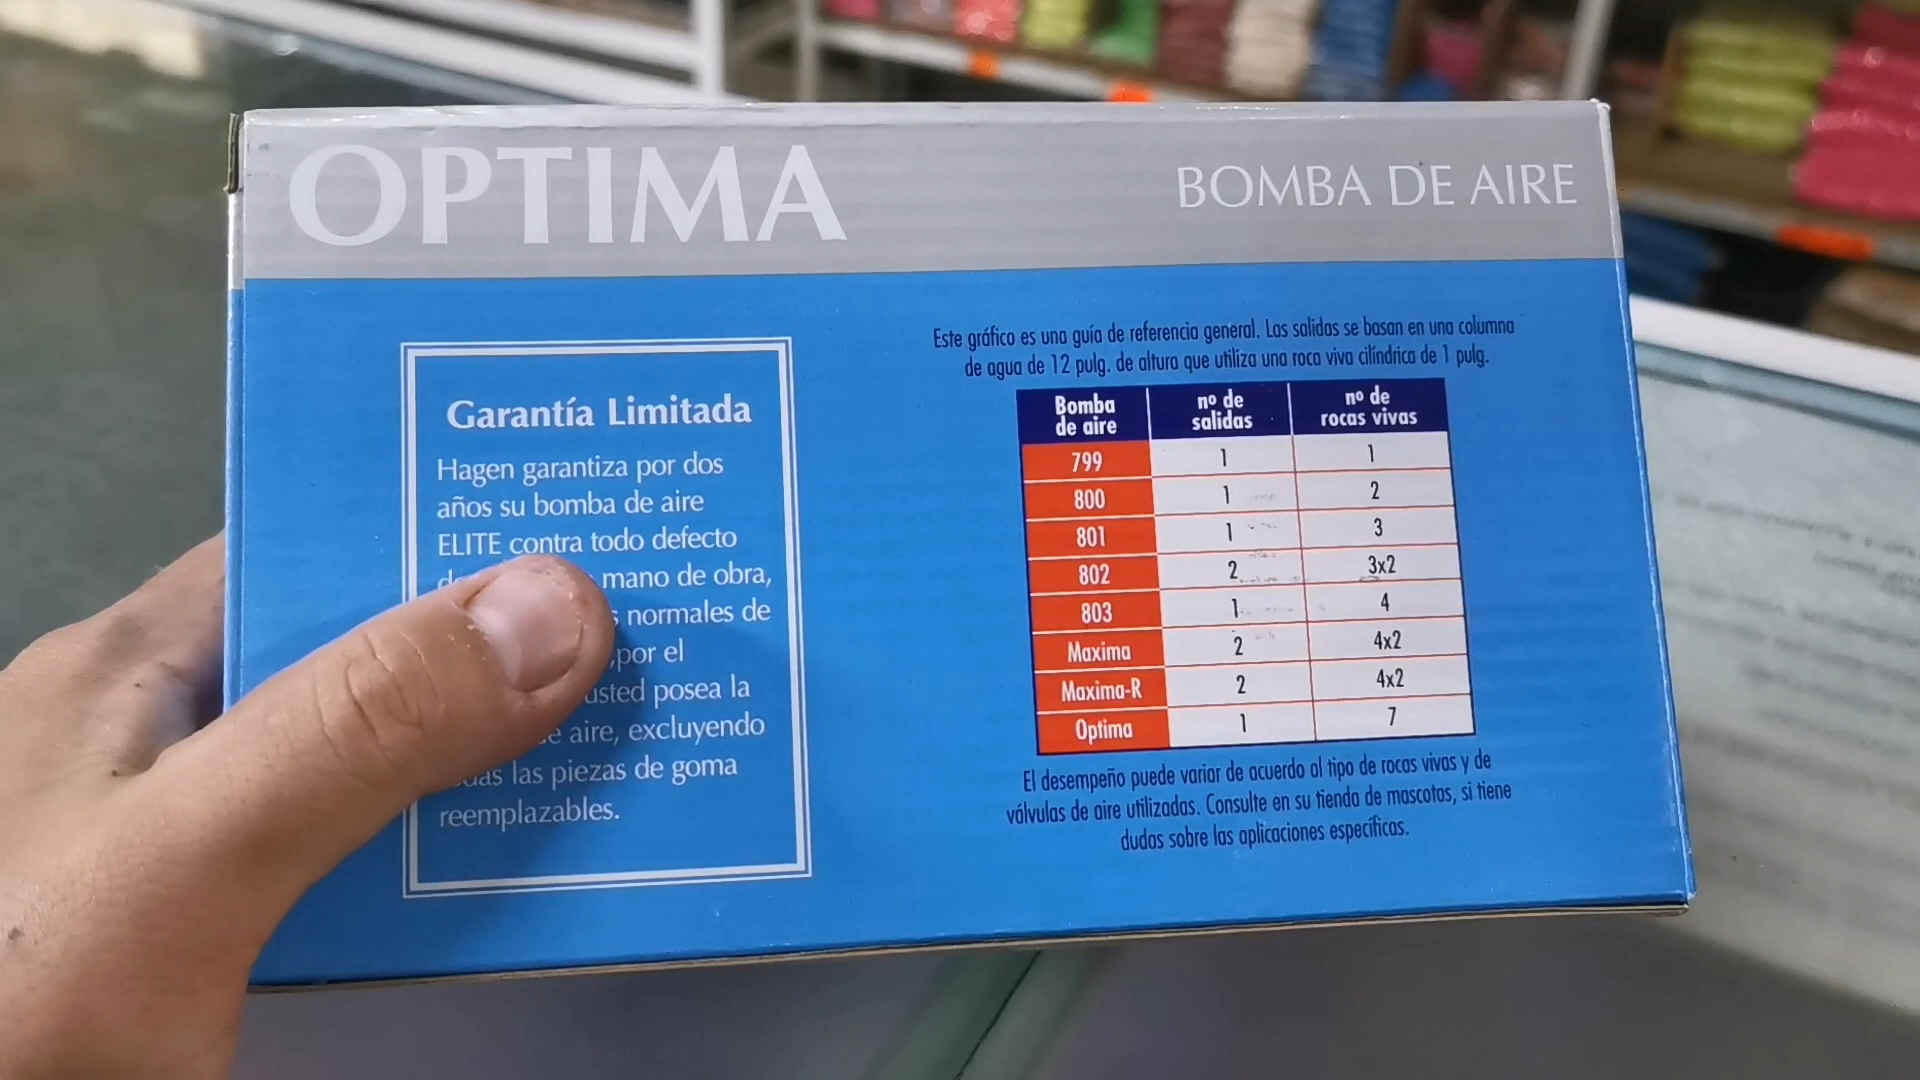 OPTIMA
BOMBA DE AIRE
Garantía Limitada
Hagen garantiza por dos
años su bomba de aire
ELITE contra todo defecto
mano de obra,
normales de
,por el
usted posea la
aire, excluyendo
las piezas de goma
reemplazables.
Este gráfico es una guía de referencia general. Las salidas se basan en una columna
de agua de 12 pulg. de altura que utiliza una roca viva cilíndrica de 1 pulg.
Bomba de aire nº de salidas nº de rocas vivas
799 1 1
800 1 2
801 1 3
802 2 3x2
803 1 4
Maxima 2 4x2
Maxima-R 2 4x2
Optima 1 7
El desempeño puede variar de acuerdo al tipo de rocas vivas y de
válvulas de aire utilizadas. Consulte en su tienda de mascotas, si tiene
dudas sobre las aplicaciones específicas.